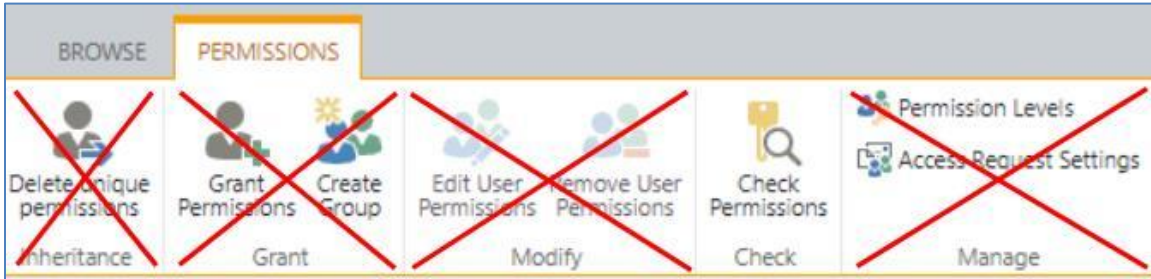 BROWSE PERMISSIONS
Delete unique
permissions
Inheritance
Grant
Permissions
Create
Group
Grant
Edit User
Permissions
Remove User
Permissions
Modify
Check
Permissions
Check
Permission Levels
Access Request Settings
Manage